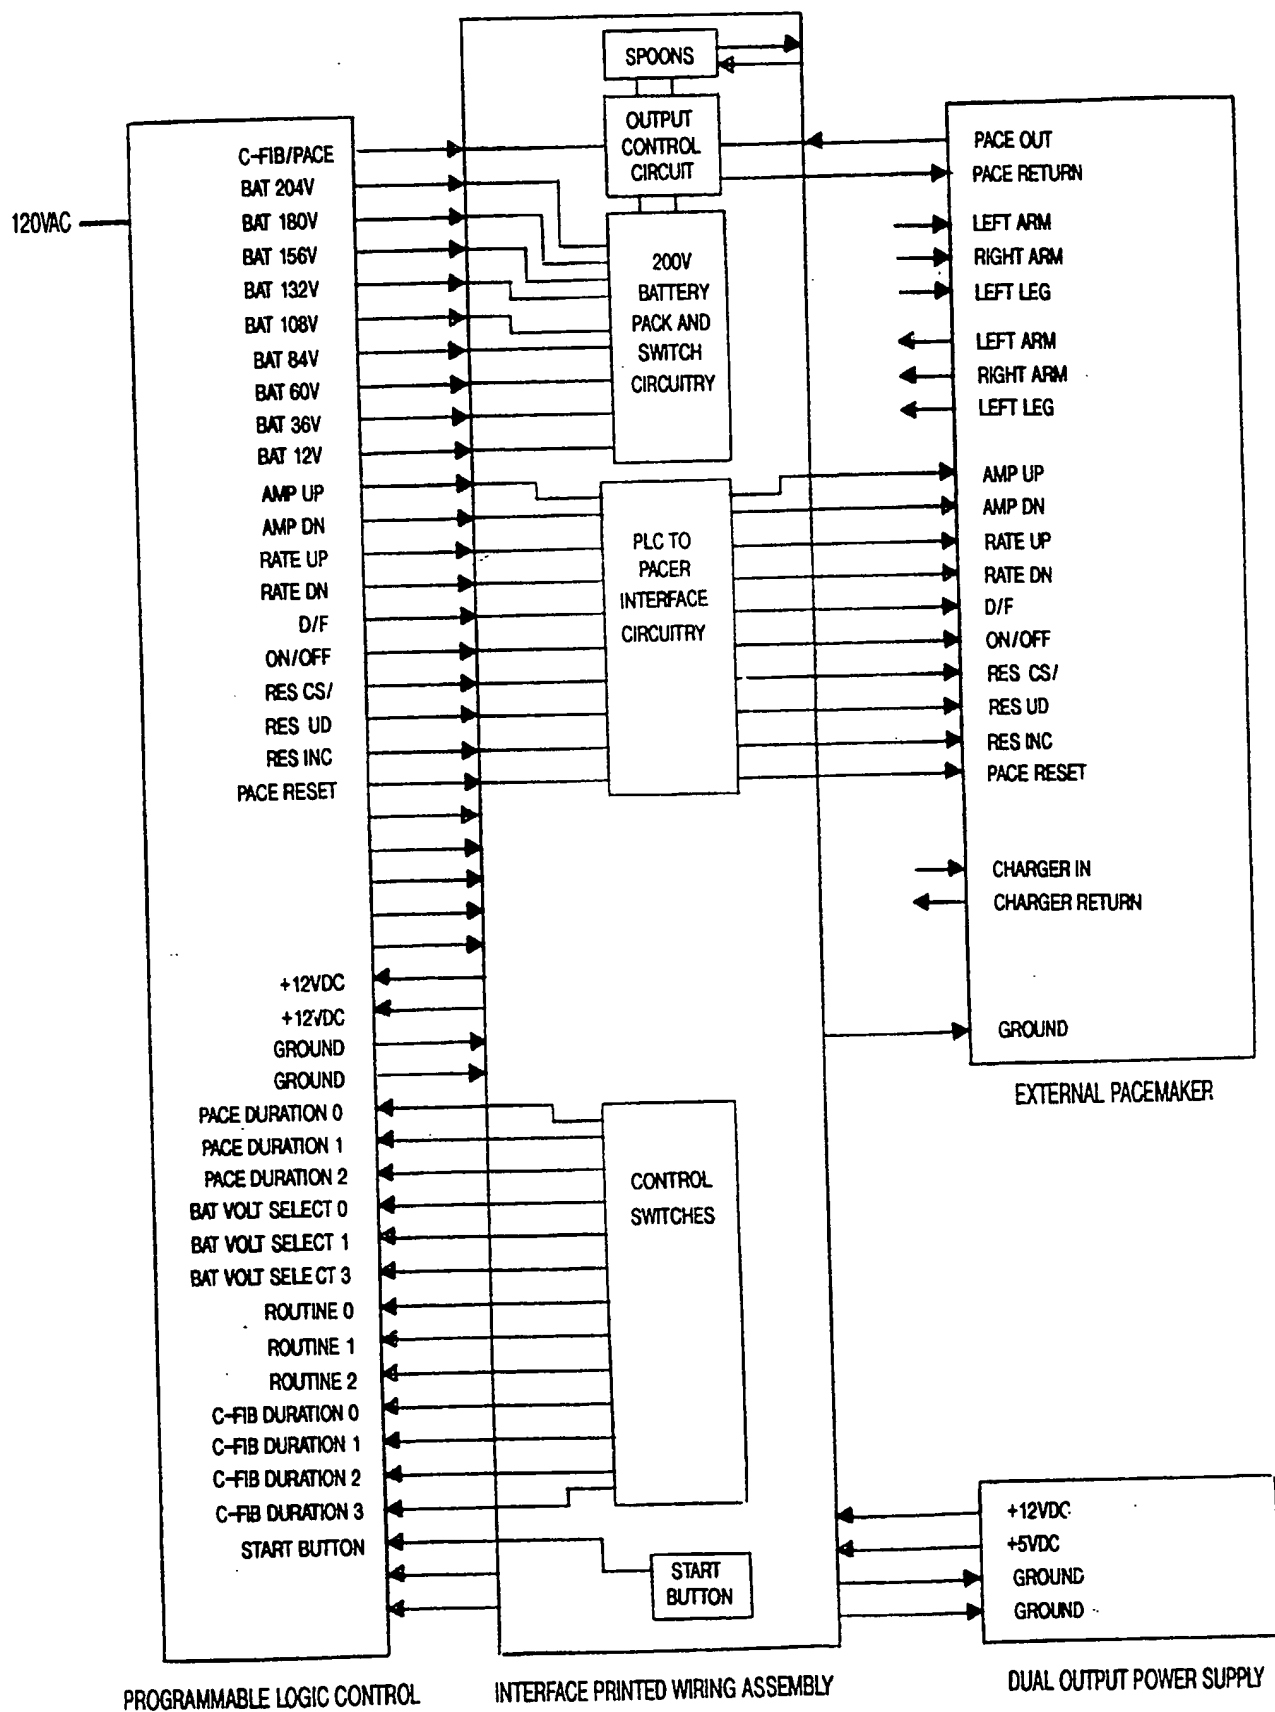 120VAC
C-FIB/PACE
BAT 204V
BAT 180V
BAT 156V
BAT 132V
BAT 108V
BAT 84V
BAT 60V
BAT 36V
BAT 12V
AMP UP
AMP DN
RATE UP
RATE DN
D/F
ON/OFF
RES CS/
RES UD
RES INC
PACE RESET
+12VDC
+12VDC
GROUND
GROUND
PACE DURATION 0
PACE DURATION 1
PACE DURATION 2
BAT VOLT SELECT 0
BAT VOLT SELECT 1
BAT VOLT SELECT 3
ROUTINE 0
ROUTINE 1
ROUTINE 2
C-FIB DURATION 0
C-FIB DURATION 1
C-FIB DURATION 2
C-FIB DURATION 3
START BUTTON
PROGRAMMABLE LOGIC CONTROL
SPOONS
OUTPUT
CONTROL
CIRCUIT
200V
BATTERY
PACK AND
SWITCH
CIRCUITRY
PLC TO
PACER
INTERFACE
CIRCUITRY
CONTROL
SWITCHES
START
BUTTON
INTERFACE PRINTED WIRING ASSEMBLY
PACE OUT
PACE RETURN
LEFT ARM
RIGHT ARM
LEFT LEG
LEFT ARM
RIGHT ARM
LEFT LEG
AMP UP
AMP DN
RATE UP
RATE DN
D/F
ON/OFF
RES CS/
RES UD
RES INC
PACE RESET
CHARGER IN
CHARGER RETURN
GROUND
EXTERNAL PACEMAKER
+12VDC
+5VDC
GROUND
GROUND
DUAL OUTPUT POWER SUPPLY